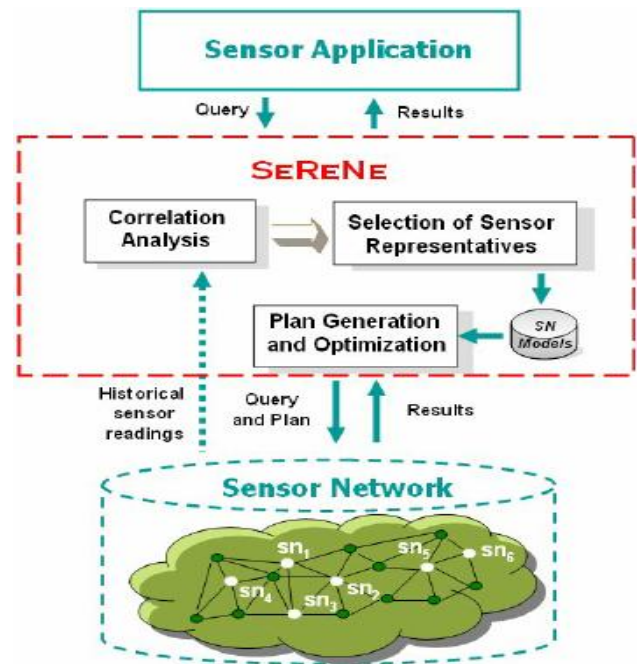 Sensor Application
Query
Results
SERENE
Correlation
Analysis
Selection of Sensor
Representatives
Plan Generation
and Optimization
SN
Models
Historical
sensor
readings
Query
and Plan
Results
Sensor Network
sn1
sn5
sn6
sn4
sn2
sn3